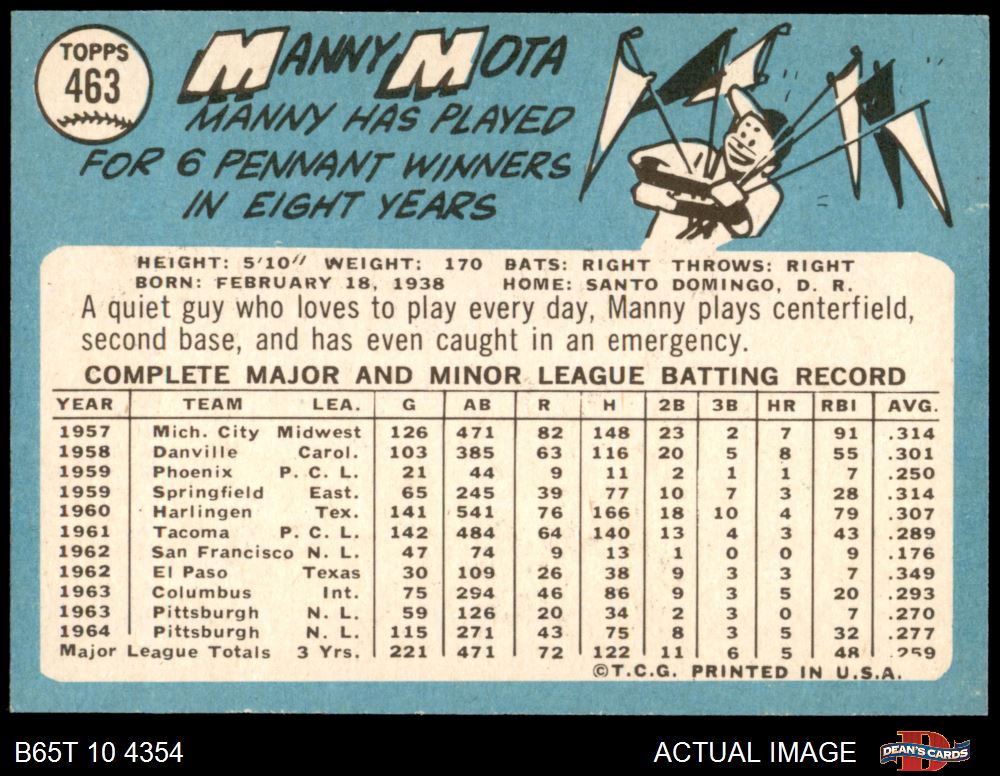 TOPPS
463
MANNY MOTA
MANNY HAS PLAYED
FOR 6 PENNANT WINNERS
IN EIGHT YEARS
HEIGHT: 5'10" WEIGHT: 170 BATS: RIGHT THROWS: RIGHT
BORN: FEBRUARY 18, 1938 HOME: SANTO DOMINGO, D. R.
A quiet guy who loves to play every day, Manny plays centerfield,
second base, and has even caught in an emergency.
COMPLETE MAJOR AND MINOR LEAGUE BATTING RECORD
YEAR TEAM LEA. G AB R H 2B 3B HR RBI AVG.
1957 Mich. City Midwest 126 471 82 148 23 2 7 91 .314
1958 Danville Carol. 103 385 63 116 20 5 8 55 .301
1959 Phoenix P. C. L. 21 44 9 11 2 1 1 7 .250
1959 Springfield East. 65 245 39 77 10 7 3 28 .314
1960 Harlingen Tex. 141 541 76 166 18 10 4 79 .307
1961 Tacoma P. C. L. 142 484 64 140 13 4 3 43 .289
1962 San Francisco N. L. 47 74 9 13 1 0 0 9 .176
1962 El Paso Texas 30 109 26 38 9 3 3 7 .349
1963 Columbus Int. 75 294 46 86 9 3 5 20 .293
1963 Pittsburgh N. L. 59 126 20 34 2 3 0 7 .270
1964 Pittsburgh N. L. 115 271 43 75 8 3 5 32 .277
Major League Totals 3 Yrs. 221 471 72 122 11 6 5 48 .259
©T.C.G. PRINTED IN U.S.A.
B65T 10 4354 ACTUAL IMAGE DEAN'S CARDS